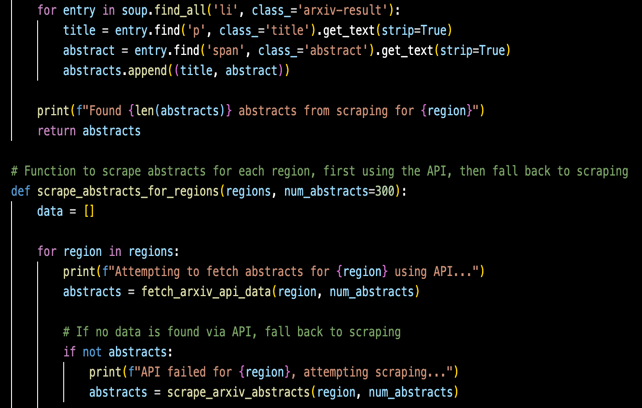 for entry in soup.find_all('li', class_='arxiv-result'):
title = entry.find('p', class_='title').get_text(strip=True)
abstract = entry.find('span', class_='abstract').get_text(strip=True)
abstracts.append((title, abstract))
print(f"Found {len(abstracts)} abstracts from scraping for {region}")
return abstracts
# Function to scrape abstracts for each region, first using the API, then fall back to scraping
def scrape_abstracts_for_regions(regions, num_abstracts=300):
data = []
for region in regions:
print(f"Attempting to fetch abstracts for {region} using API...")
abstracts = fetch_arxiv_api_data(region, num_abstracts)
# If no data is found via API, fall back to scraping
if not abstracts:
print(f"API failed for {region}, attempting scraping...")
abstracts = scrape_arxiv_abstracts(region, num_abstracts)